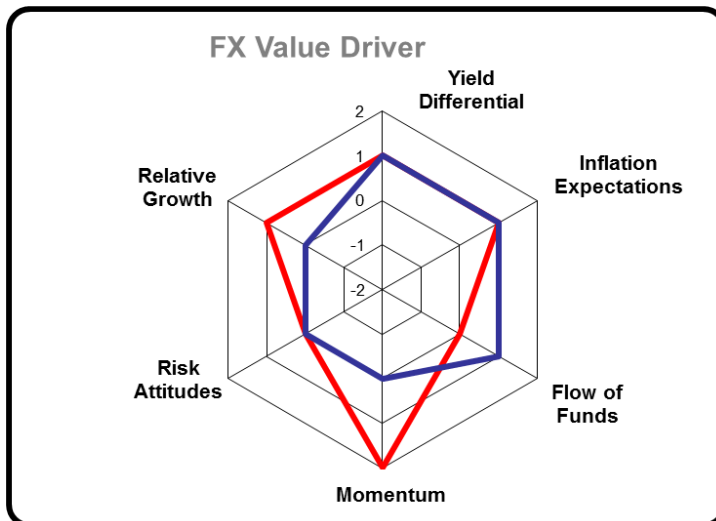 FX Value Driver
Yield
Differential
2
1
0
-1
-2
Inflation
Expectations
Relative
Growth
Risk
Attitudes
Flow of
Funds
Momentum